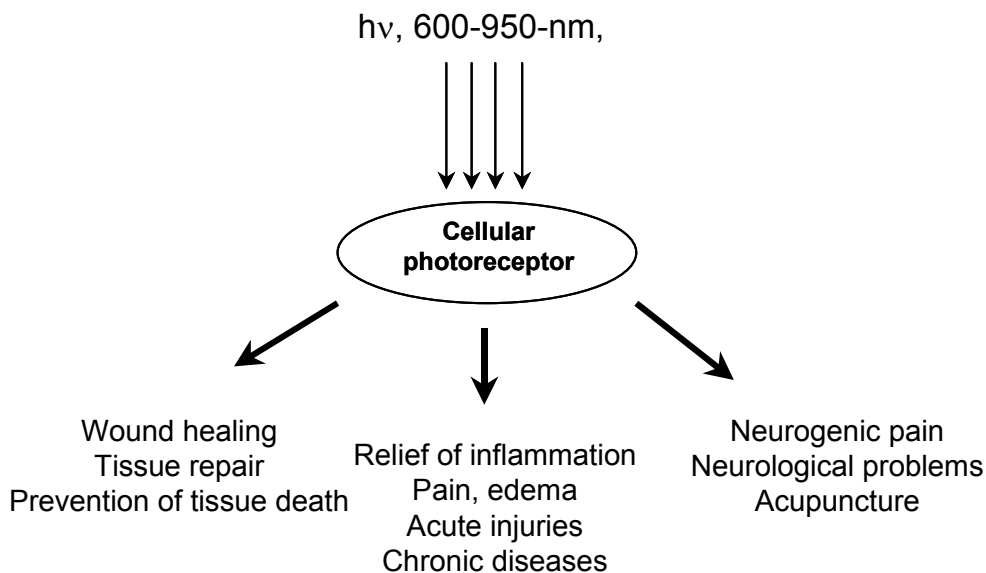 hν, 600-950-nm,
Cellular
photoreceptor
Wound healing
Tissue repair
Prevention of tissue death
Relief of inflammation
Pain, edema
Acute injuries
Chronic diseases
Neurogenic pain
Neurological problems
Acupuncture